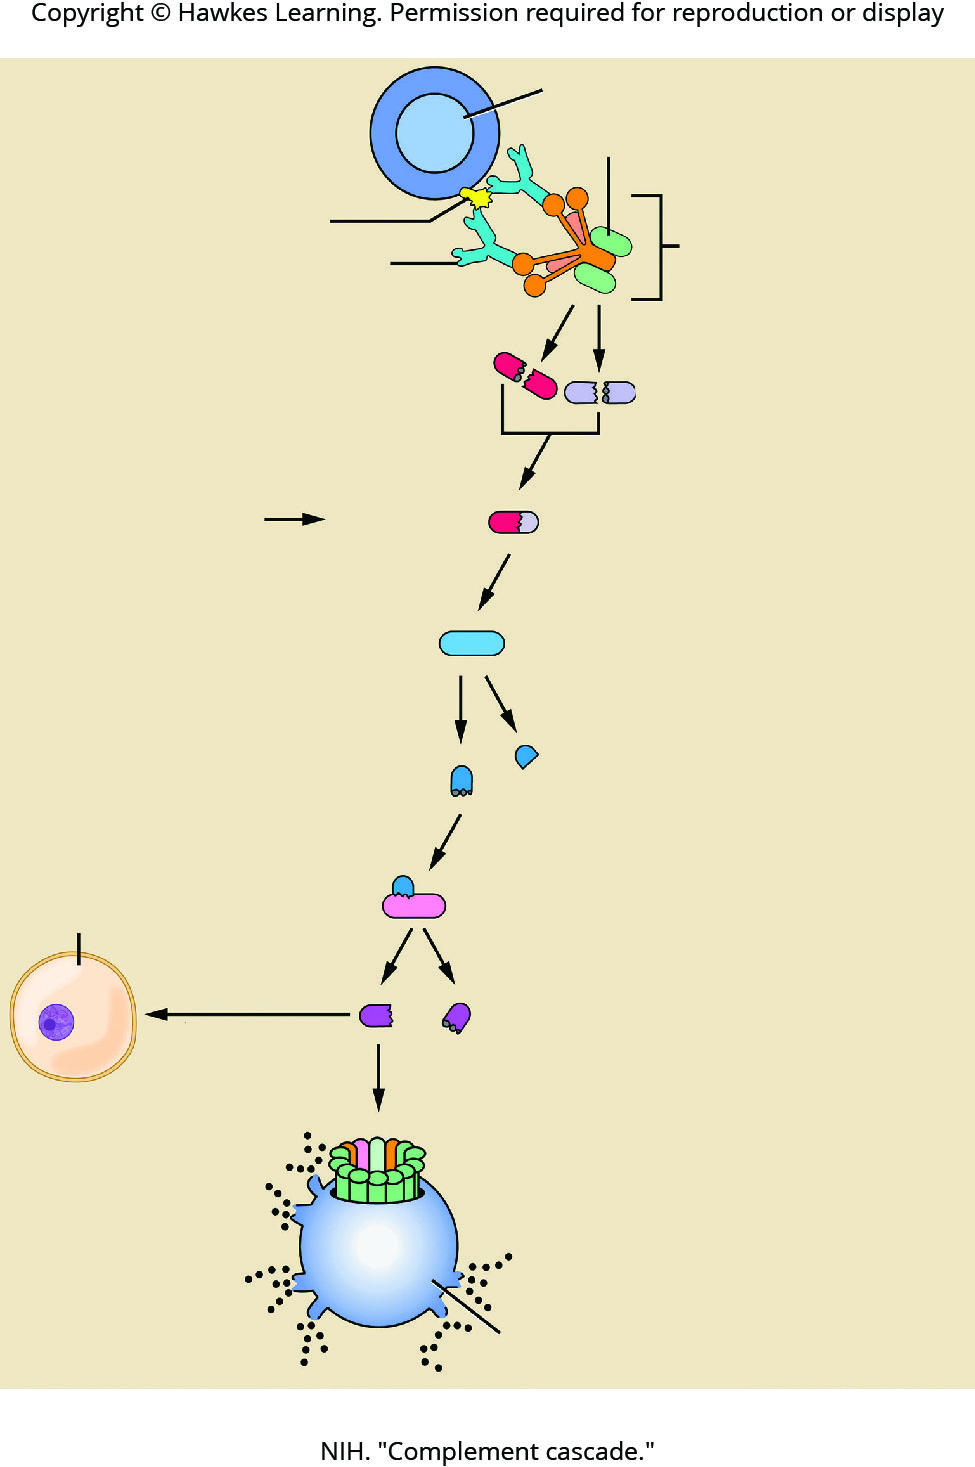 Copyright © Hawkes Learning. Permission required for reproduction or display
NIH. "Complement cascade."